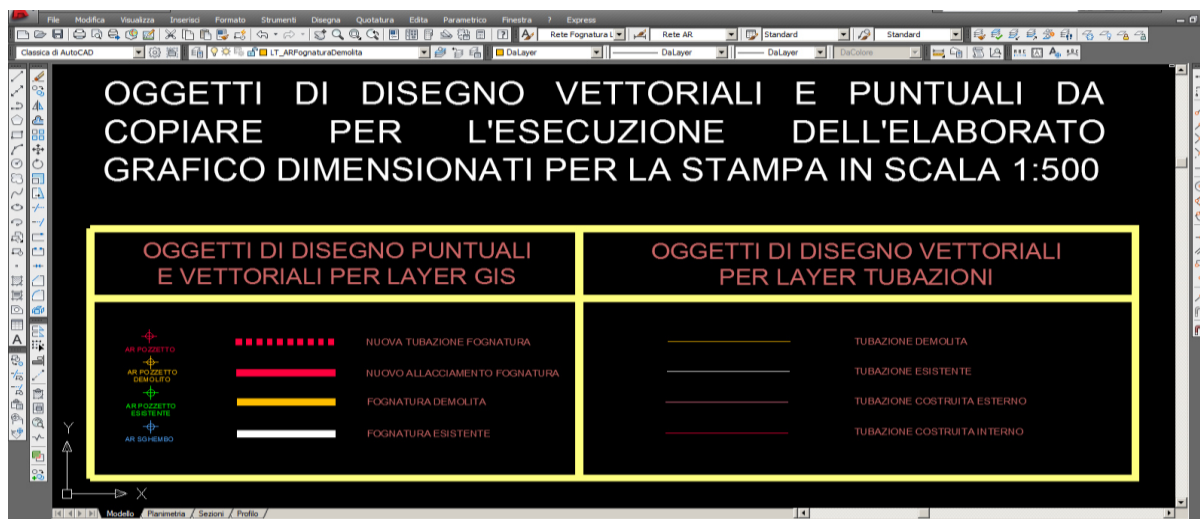 File Modifica Visualizza Inserisci Formato Strumenti Disegna Quotatura Edita Parametrico Finestra ? Express
Rete Fognatura L Rete AR Standard Standard
Classica di AutoCAD LT_ARFognaturaDemolita DaLayer DaLayer DaLayer DaColore
OGGETTI DI DISEGNO VETTORIALI E PUNTUALI DA
COPIARE PER L'ESECUZIONE DELL'ELABORATO
GRAFICO DIMENSIONATI PER LA STAMPA IN SCALA 1:500
OGGETTI DI DISEGNO PUNTUALI
E VETTORIALI PER LAYER GIS
OGGETTI DI DISEGNO VETTORIALI
PER LAYER TUBAZIONI
AR POZZETTO
NUOVA TUBAZIONE FOGNATURA
TUBAZIONE DEMOLITA
AR POZZETTO
DEMOLITO
NUOVO ALLACCIAMENTO FOGNATURA
TUBAZIONE ESISTENTE
AR POZZETTO
ESISTENTE
FOGNATURA DEMOLITA
TUBAZIONE COSTRUITA ESTERNO
AR SGHEMBO
FOGNATURA ESISTENTE
TUBAZIONE COSTRUITA INTERNO
Y
X
Modello Planimetria Sezioni Profilo